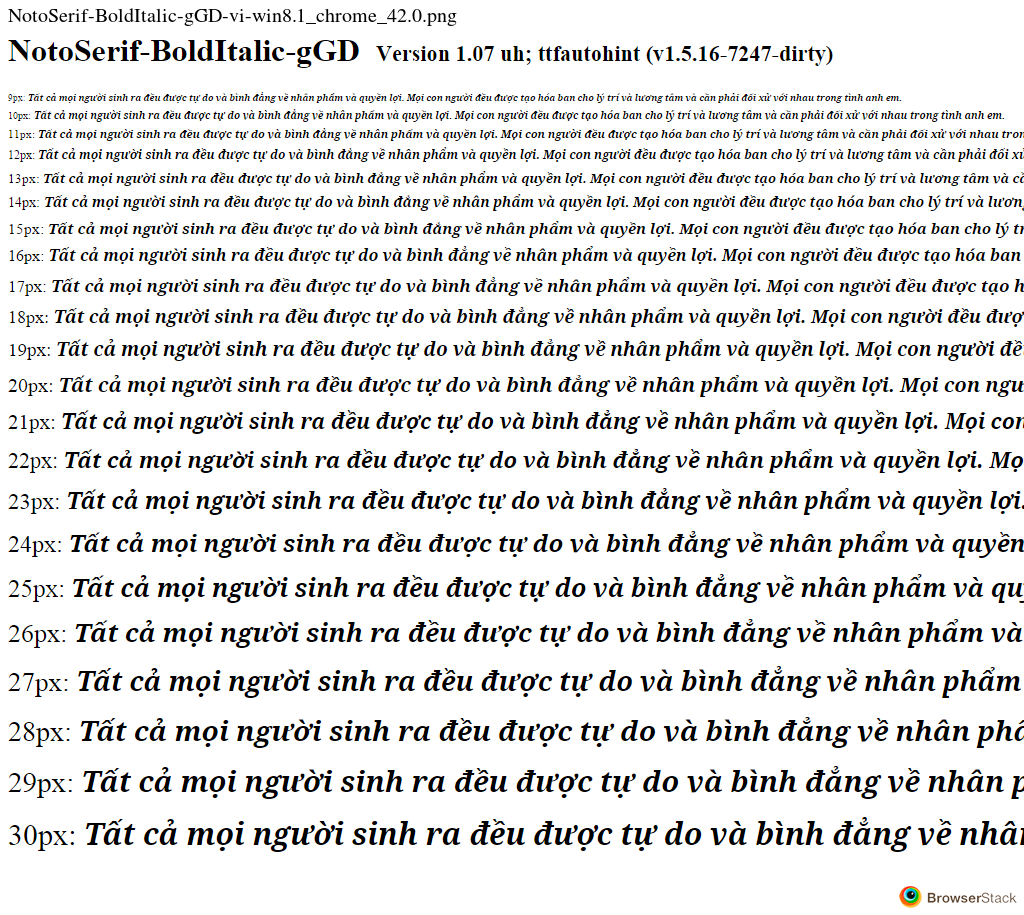 NotoSerif-BoldItalic-gGD-vi-win8.1_chrome_42.0.png
NotoSerif-BoldItalic-gGD Version 1.07 uh; ttfautohint (v1.5.16-7247-dirty)
9px: Tất cả mọi người sinh ra đều được tự do và bình đẳng về nhân phẩm và quyền lợi. Mọi con người đều được tạo hóa ban cho lý trí và lương tâm và cần phải đối xử với nhau trong tình anh em.
10px: Tất cả mọi người sinh ra đều được tự do và bình đẳng về nhân phẩm và quyền lợi. Mọi con người đều được tạo hóa ban cho lý trí và lương tâm và cần phải đối xử với nhau trong tình anh em.
11px: Tất cả mọi người sinh ra đều được tự do và bình đẳng về nhân phẩm và quyền lợi. Mọi con người đều được tạo hóa ban cho lý trí và lương tâm và cần phải đối xử với nhau tron
12px: Tất cả mọi người sinh ra đều được tự do và bình đẳng về nhân phẩm và quyền lợi. Mọi con người đều được tạo hóa ban cho lý trí và lương tâm và cần phải đối xử
13px: Tất cả mọi người sinh ra đều được tự do và bình đẳng về nhân phẩm và quyền lợi. Mọi con người đều được tạo hóa ban cho lý trí và lương tâm và cầ
14px: Tất cả mọi người sinh ra đều được tự do và bình đẳng về nhân phẩm và quyền lợi. Mọi con người đều được tạo hóa ban cho lý trí và lương
15px: Tất cả mọi người sinh ra đều được tự do và bình đẳng về nhân phẩm và quyền lợi. Mọi con người đều được tạo hóa ban cho lý tr
16px: Tất cả mọi người sinh ra đều được tự do và bình đẳng về nhân phẩm và quyền lợi. Mọi con người đều được tạo hóa ban
17px: Tất cả mọi người sinh ra đều được tự do và bình đẳng về nhân phẩm và quyền lợi. Mọi con người đều được tạo h
18px: Tất cả mọi người sinh ra đều được tự do và bình đẳng về nhân phẩm và quyền lợi. Mọi con người đều đượ
19px: Tất cả mọi người sinh ra đều được tự do và bình đẳng về nhân phẩm và quyền lợi. Mọi con người đề
20px: Tất cả mọi người sinh ra đều được tự do và bình đẳng về nhân phẩm và quyền lợi. Mọi con ngư
21px: Tất cả mọi người sinh ra đều được tự do và bình đẳng về nhân phẩm và quyền lợi. Mọi con
22px: Tất cả mọi người sinh ra đều được tự do và bình đẳng về nhân phẩm và quyền lợi. Mọ
23px: Tất cả mọi người sinh ra đều được tự do và bình đẳng về nhân phẩm và quyền lợi.
24px: Tất cả mọi người sinh ra đều được tự do và bình đẳng về nhân phẩm và quyền
25px: Tất cả mọi người sinh ra đều được tự do và bình đẳng về nhân phẩm và quy
26px: Tất cả mọi người sinh ra đều được tự do và bình đẳng về nhân phẩm và
27px: Tất cả mọi người sinh ra đều được tự do và bình đẳng về nhân phẩm
28px: Tất cả mọi người sinh ra đều được tự do và bình đẳng về nhân phẩ
29px: Tất cả mọi người sinh ra đều được tự do và bình đẳng về nhân p
30px: Tất cả mọi người sinh ra đều được tự do và bình đẳng về nhân
BrowserStack